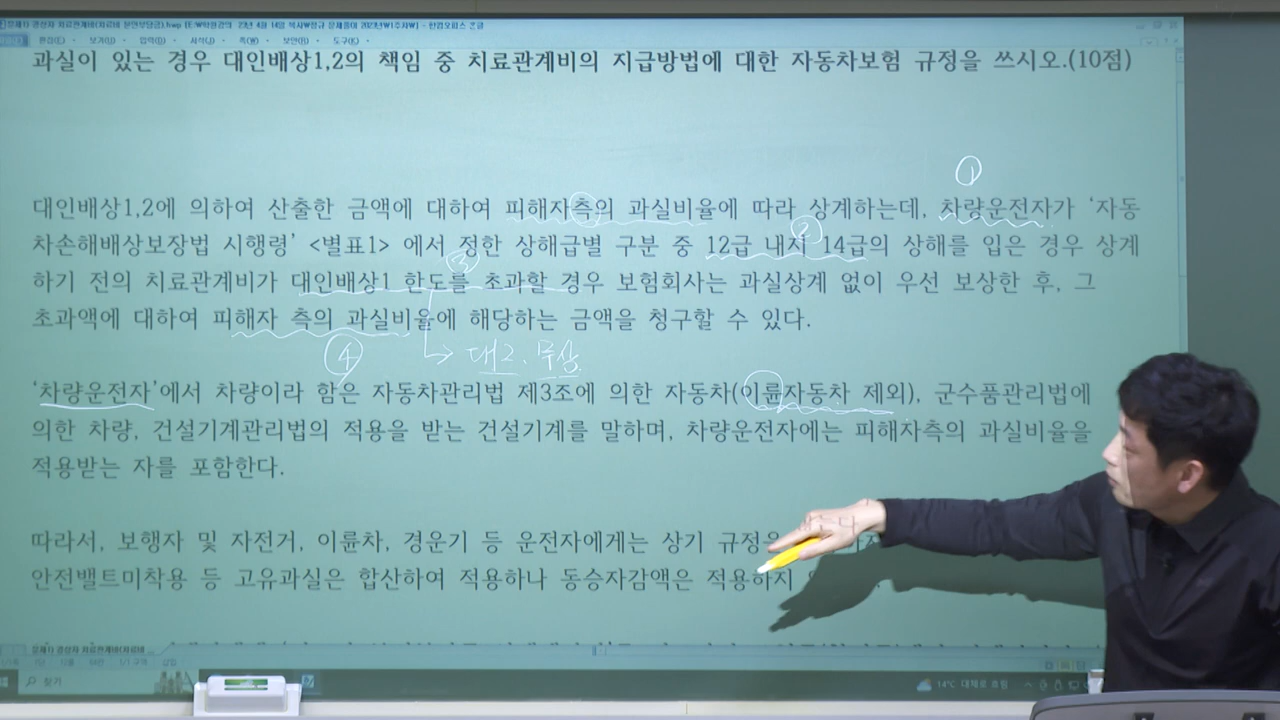 과실이 있는 경우 대인배상1,2의 책임 중 치료관계비의 지급방법에 대한 자동차보험 규정을 쓰시오.(10점)
①
대인배상1,2에 의하여 산출한 금액에 대하여 피해자측의 과실비율에 따라 상계하는데, 차량운전자가 '자동
②
차손해배상보장법 시행령' <별표1> 에서 정한 상해급별 구분 중 12급 내지 14급의 상해를 입은 경우 상계
③
하기 전의 치료관계비가 대인배상1 한도를 초과할 경우 보험회사는 과실상계 없이 우선 보상한 후, 그
초과액에 대하여 피해자 측의 과실비율에 해당하는 금액을 청구할 수 있다.
④ → 대2. 무상
'차량운전자'에서 차량이라 함은 자동차관리법 제3조에 의한 자동차(이륜자동차 제외), 군수품관리법에
의한 차량, 건설기계관리법의 적용을 받는 건설기계를 말하며, 차량운전자에는 피해자측의 과실비율을
적용받는 자를 포함한다.
따라서, 보행자 및 자전거, 이륜차, 경운기 등 운전자에게는 상기 규정을
안전밸트미착용 등 고유과실은 합산하여 적용하나 동승자감액은 적용하지
찾기
14°C 대체로 흐림